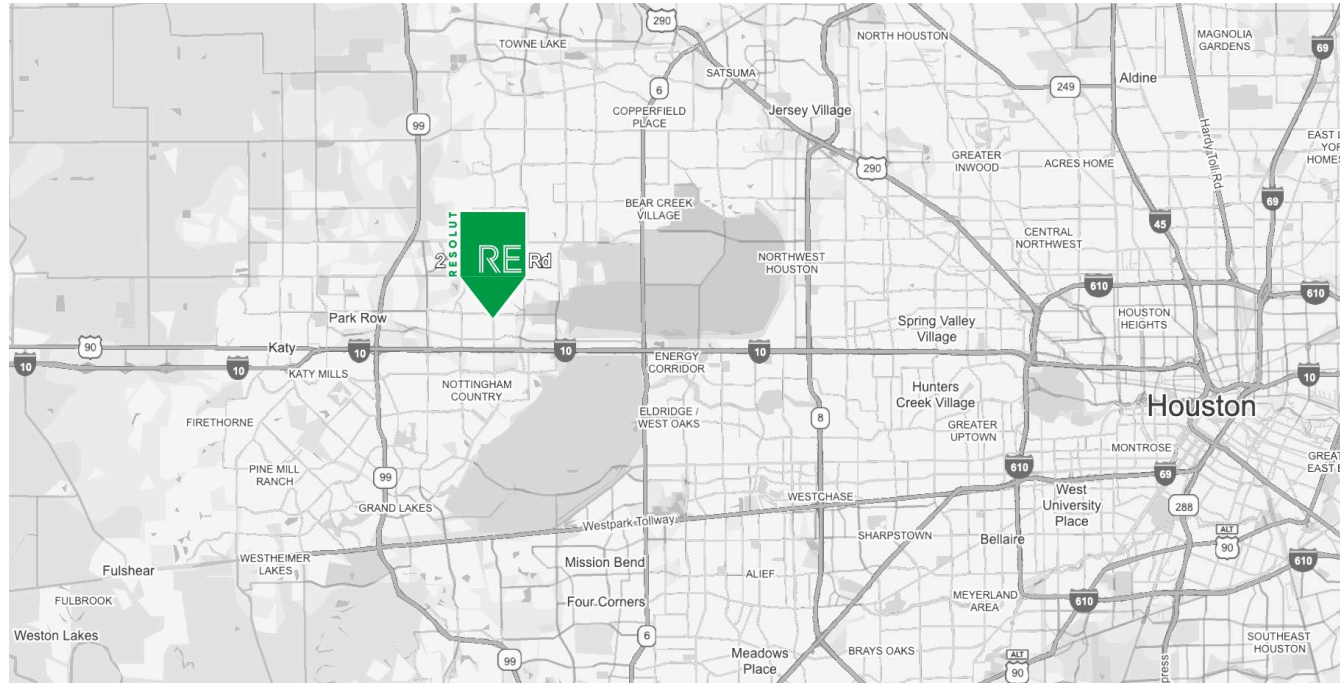 290
TOWNE LAKE
NORTH HOUSTON
MAGNOLIA
GARDENS
69
SATSUMA
6
Aldine
249
COPPERFIELD
PLACE
Jersey Village
99
290
GREATER
INWOOD
ACRES HOME
Hardy Toll Rd
69
BEAR CREEK
VILLAGE
45
CENTRAL
NORTHWEST
RESOLUT
RE
2
Rd
NORTHWEST
HOUSTON
610
610
HOUSTON
HEIGHTS
Park Row
Spring Valley
Village
90
Katy
10
10
10
10
10
10
KATY MILLS
ENERGY
CORRIDOR
NOTTINGHAM
COUNTRY
Hunters
Creek Village
Houston
FIRETHORNE
ELDRIDGE /
WEST OAKS
8
GREATER
UPTOWN
MONTROSE
PINE MILL
RANCH
99
610
69
GRAND LAKES
WESTCHASE
West
University
Place
288
Westpark Tollway
SHARPSTOWN
Bellaire
ALT
90
WESTHEIMER
LAKES
Mission Bend
ALIEF
610
Fulshear
FULBROOK
Four Corners
MEYERLAND
AREA
610
Weston Lakes
6
99
Meadows
Place
BRAYS OAKS
ALT
90
SOUTHEAST
HOUSTON